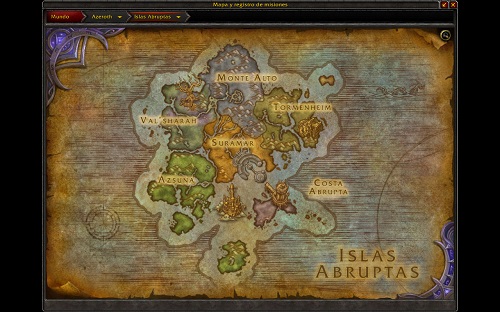 Mapa y registro de misiones
Mundo
Azeroth
Islas Abruptas
Monte Alto
Tormenheim
Val'sharah
Suramar
Azsuna
Costa
Abrupta
Islas
Abruptas